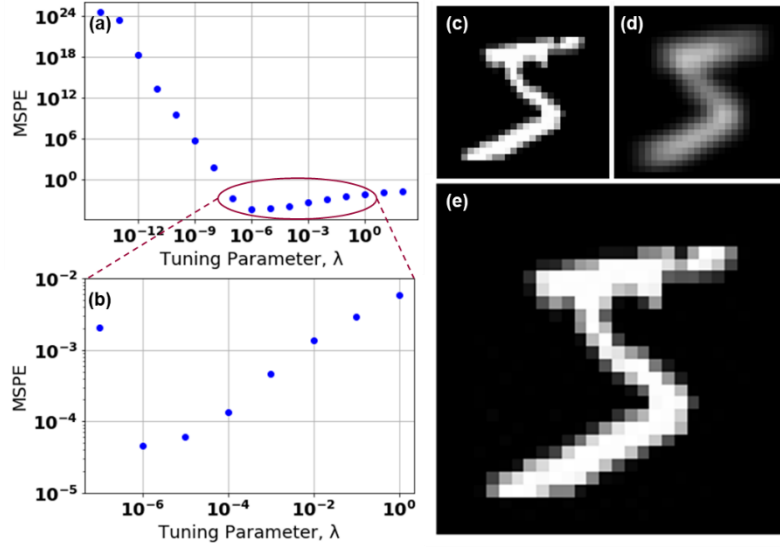 (a)
10^24
10^18
10^12
10^6
10^0
MSPE
10^-12 10^-9 10^-6 10^-3 10^0
Tuning Parameter, λ
(b)
10^-2
10^-3
10^-4
10^-5
MSPE
10^-6 10^-4 10^-2 10^0
Tuning Parameter, λ
(c)
(d)
(e)